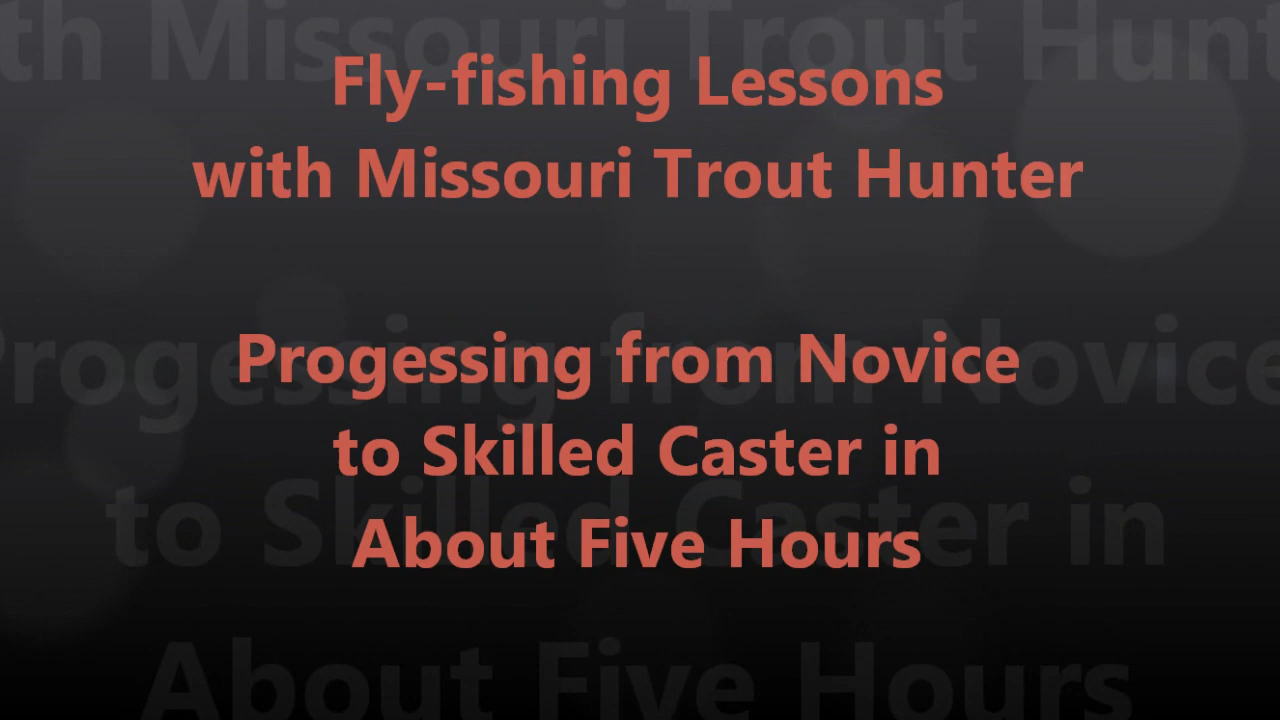 Fly-fishing Lessons
with Missouri Trout Hunter
Progessing from Novice
to Skilled Caster in
About Five Hours